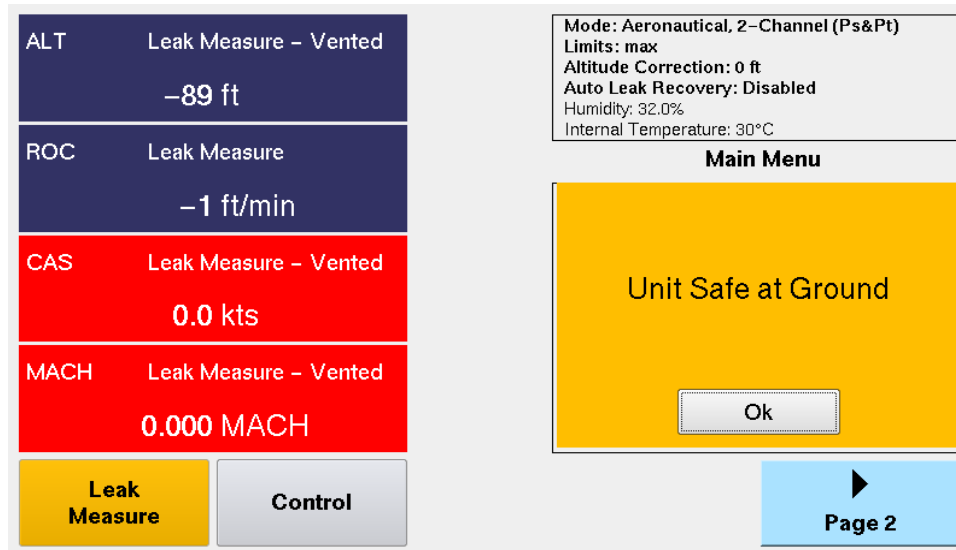 ALT Leak Measure – Vented
–89 ft
ROC Leak Measure
–1 ft/min
CAS Leak Measure – Vented
0.0 kts
MACH Leak Measure – Vented
0.000 MACH
Leak
Measure
Control
Mode: Aeronautical, 2–Channel (Ps&Pt)
Limits: max
Altitude Correction: 0 ft
Auto Leak Recovery: Disabled
Humidity: 32.0%
Internal Temperature: 30°C
Main Menu
Unit Safe at Ground
Ok
Page 2